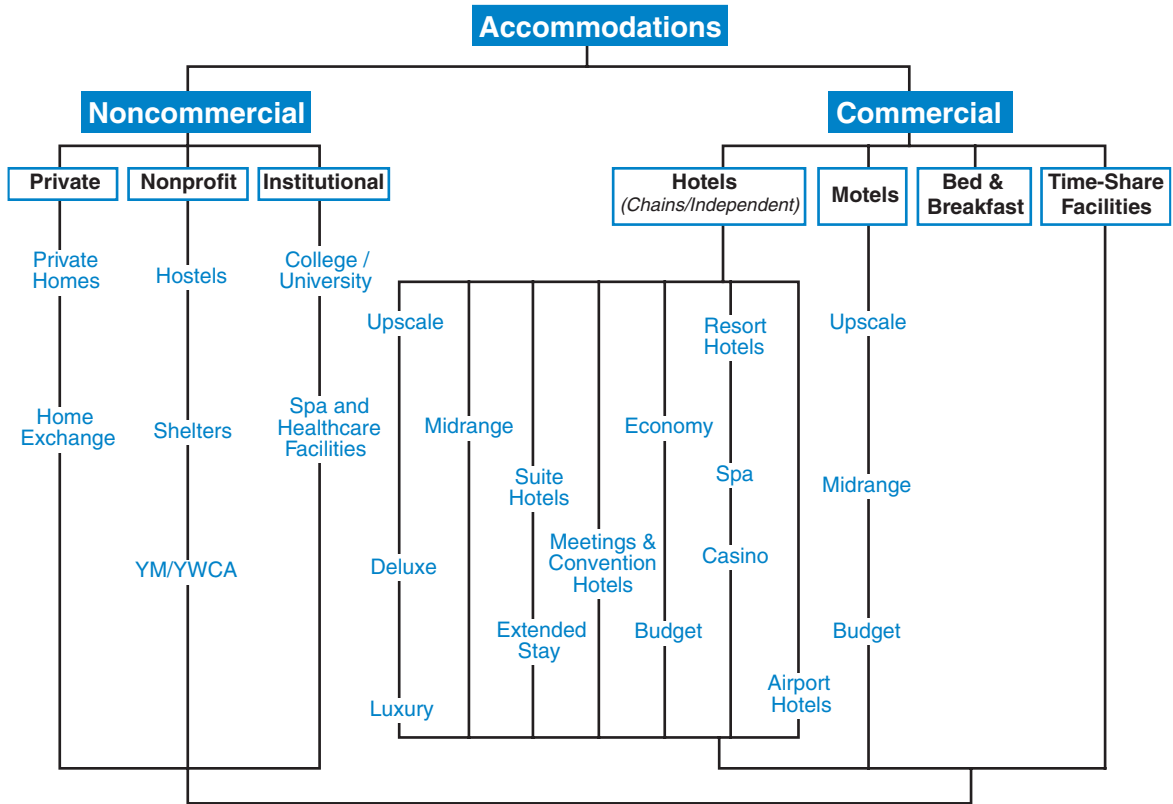 Accommodations
Noncommercial
Commercial
Private
Nonprofit
Institutional
Hotels
(Chains/Independent)
Motels
Bed &
Breakfast
Time-Share
Facilities
Private
Homes
Home
Exchange
Hostels
Shelters
YM/YWCA
College /
University
Spa and
Healthcare
Facilities
Upscale
Deluxe
Luxury
Midrange
Suite
Hotels
Extended
Stay
Meetings &
Convention
Hotels
Economy
Budget
Resort
Hotels
Spa
Casino
Airport
Hotels
Upscale
Midrange
Budget